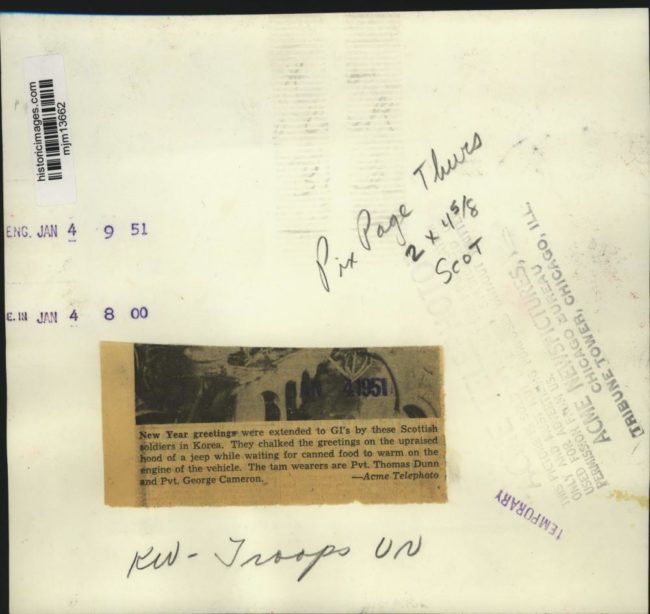 historicimages.com
mjm13662
Pix Page Thurs
2 x 4 5/8
SCOT
ENG. JAN 4 9 51
E.IN JAN 4 8 00
ACME NEWSPICTURES,
CHICAGO BUREAU,
TRIBUNE TOWER, CHICAGO, ILL.
TEMPORARY
4 1951
New Year greetings were extended to GI's by these Scottish
soldiers in Korea. They chalked the greetings on the upraised
hood of a jeep while waiting for canned food to warm on the
engine of the vehicle. The tam wearers are Pvt. Thomas Dunn
and Pvt. George Cameron. —Acme Telephoto
KW - Troops UN